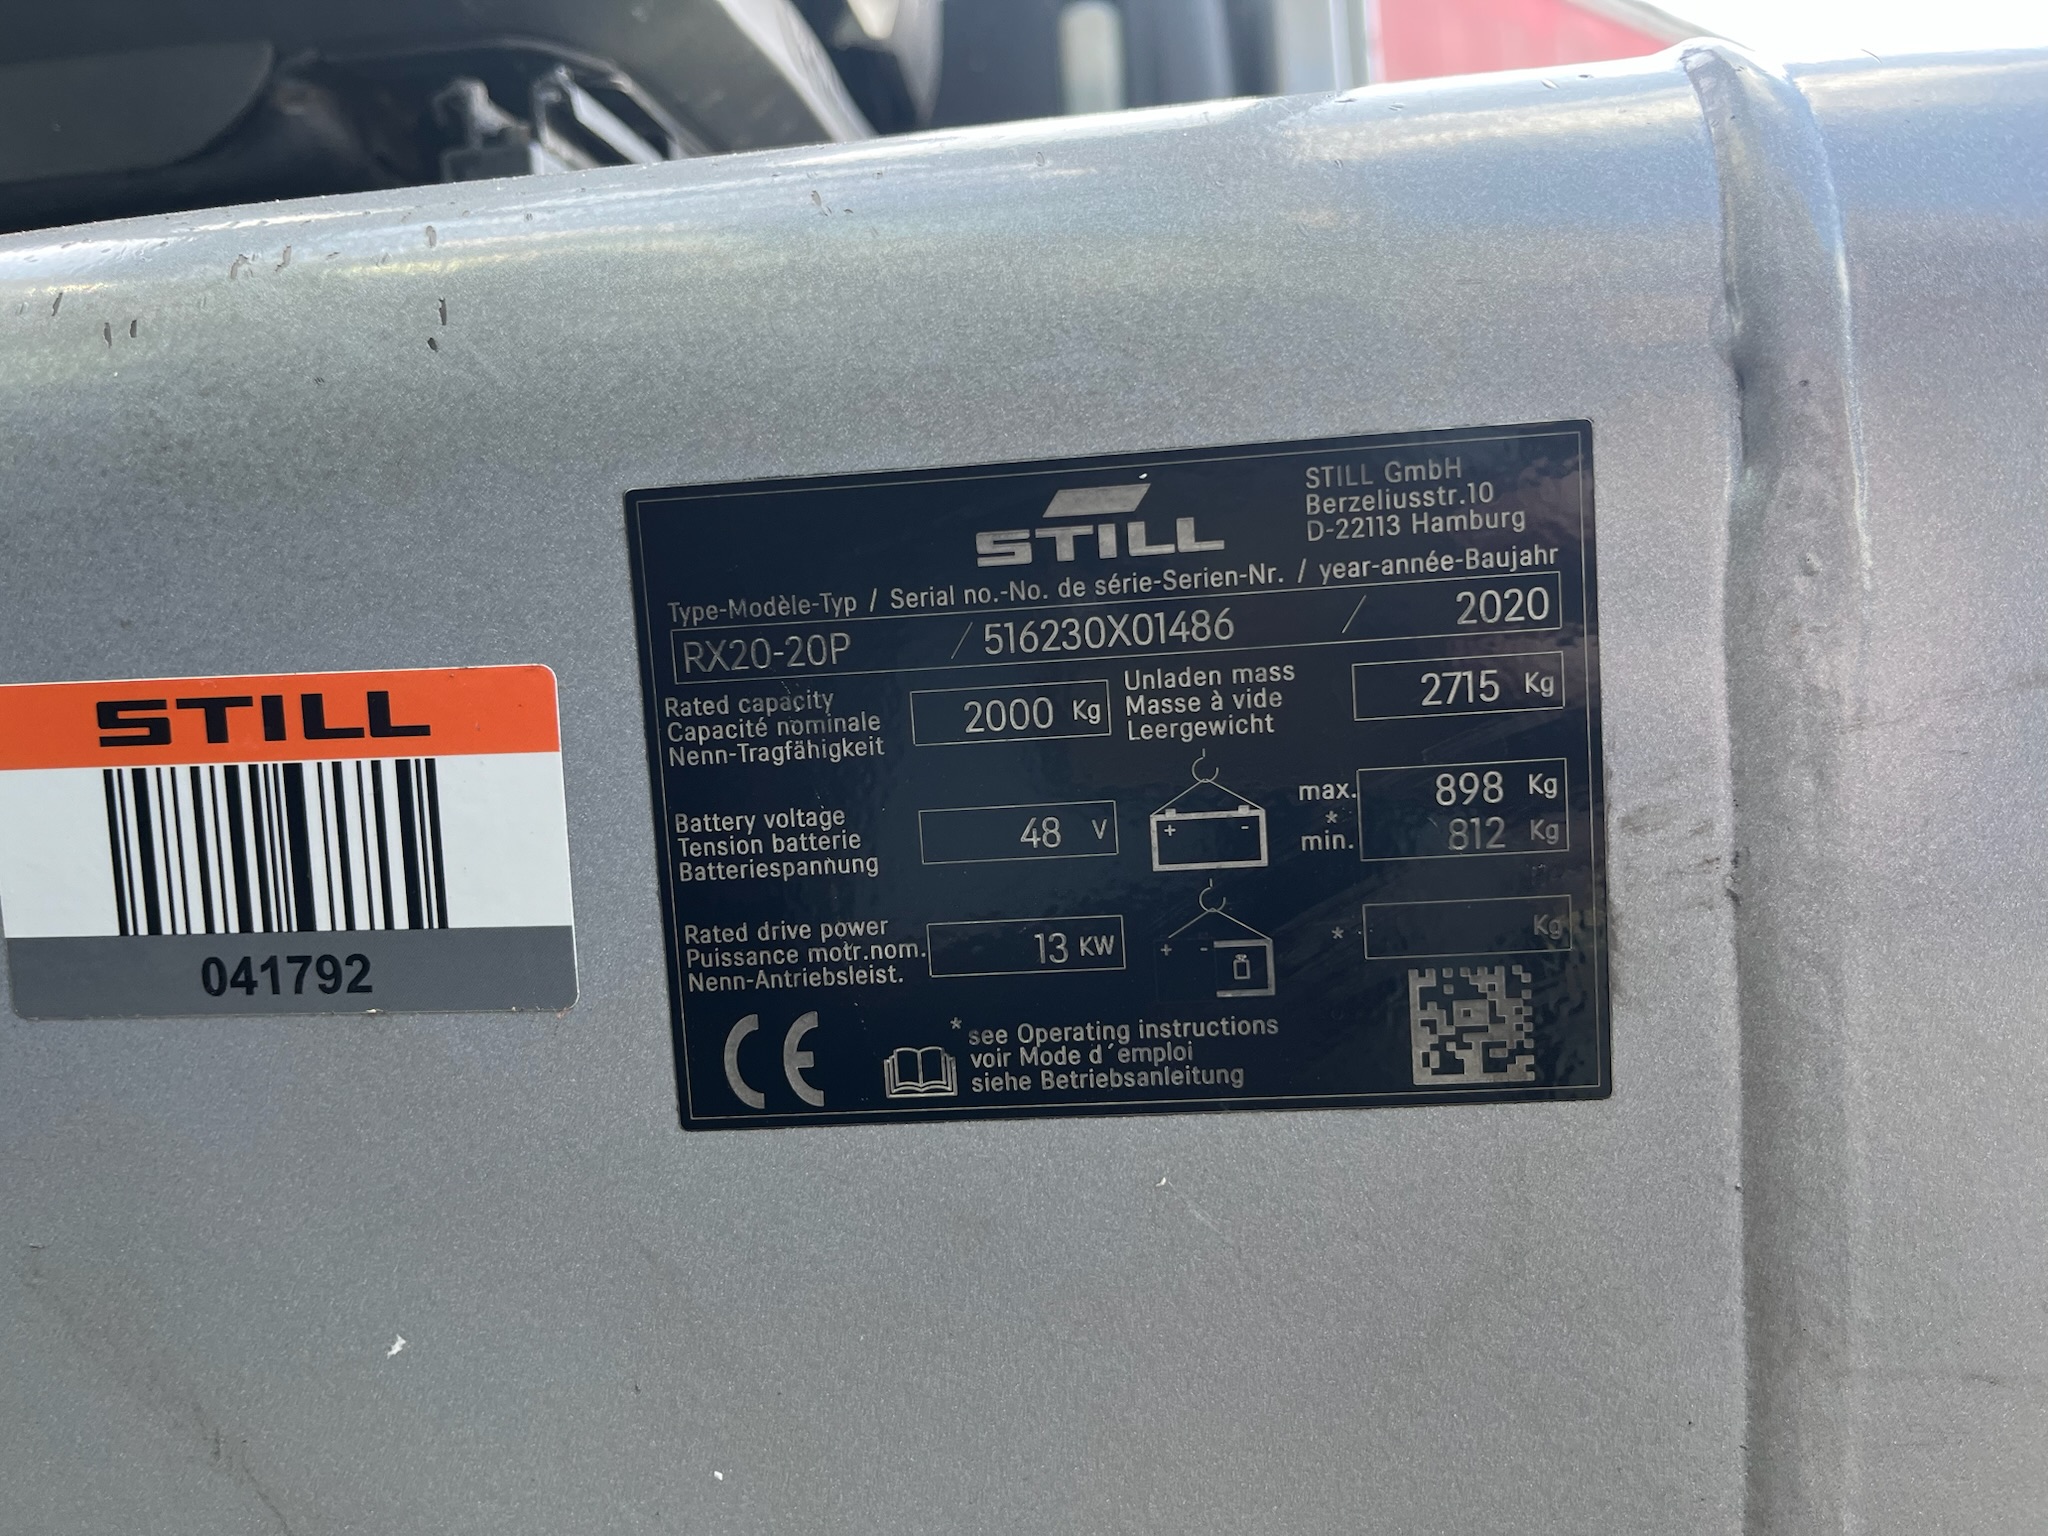 STILL
041792
STILL
STILL GmbH
Berzeliusstr.10
D-22113 Hamburg
Type-Modèle-Typ / Serial no.-No. de série-Serien-Nr. / year-année-Baujahr
RX20-20P / 516230X01486 / 2020
Rated capacity
Capacité nominale
Nenn-Tragfähigkeit
2000 Kg
Unladen mass
Masse à vide
Leergewicht
2715 Kg
Battery voltage
Tension batterie
Batteriespannung
48 V
+ -
max. 898 Kg
*
min. 812 Kg
Rated drive power
Puissance motr.nom.
Nenn-Antriebsleist.
13 KW
+ -
* Kg
CE
* see Operating instructions
voir Mode d´emploi
siehe Betriebsanleitung